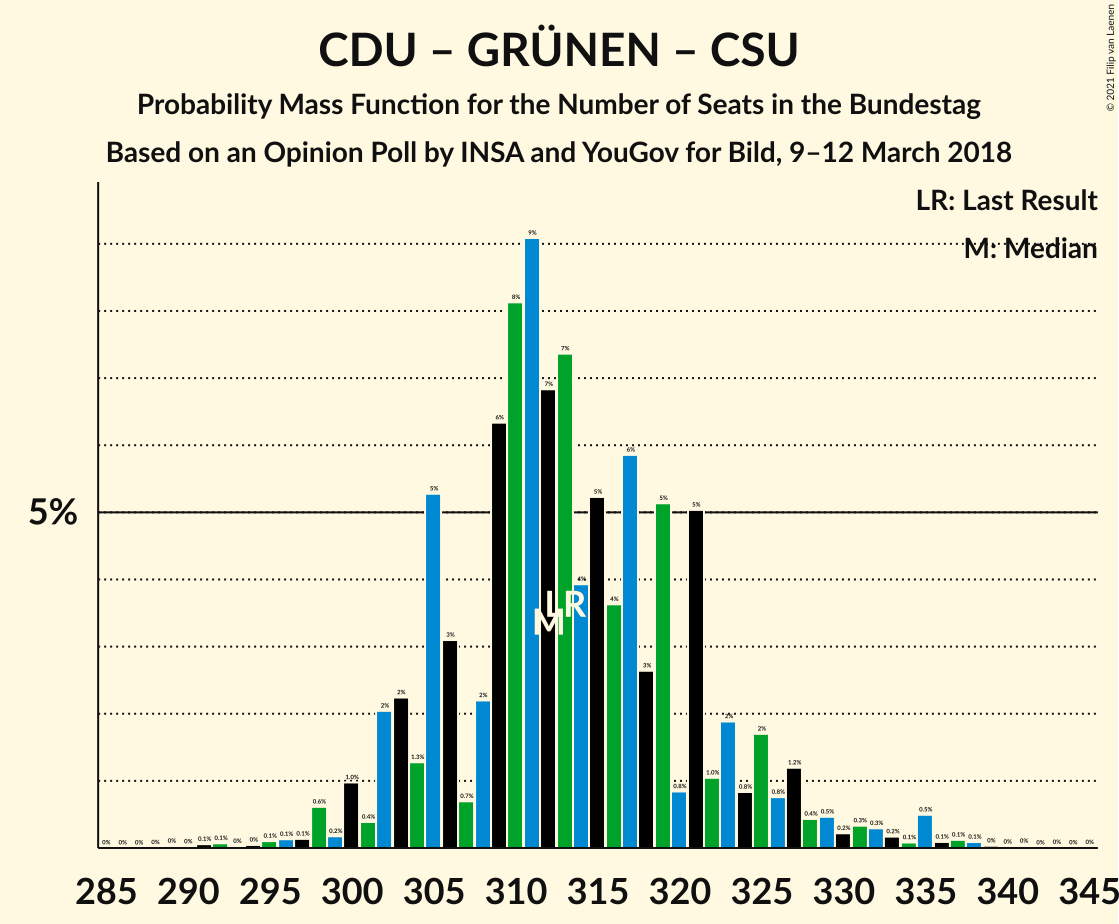 CDU – GRÜNEN – CSU
Probability Mass Function for the Number of Seats in the Bundestag
Based on an Opinion Poll by INSA and YouGov for Bild, 9–12 March 2018
© 2021 Filip van Laenen
LR: Last Result
M: Median
5%
0% 0% 0% 0% 0% 0% 0.1% 0.1% 0% 0% 0.1% 0.1% 0.1% 0.6% 0.2% 1.0% 0.4% 2% 2% 1.3% 5% 3% 0.7% 2% 6% 8% 9% 7% 7% 4% 5% 4% 6% 3% 5% 0.8% 5% 1.0% 2% 0.8% 2% 0.8% 1.2% 0.4% 0.5% 0.2% 0.3% 0.3% 0.2% 0.1% 0.5% 0.1% 0.1% 0.1% 0% 0% 0% 0% 0% 0% 0%
LR
M
285 290 295 300 305 310 315 320 325 330 335 340 345